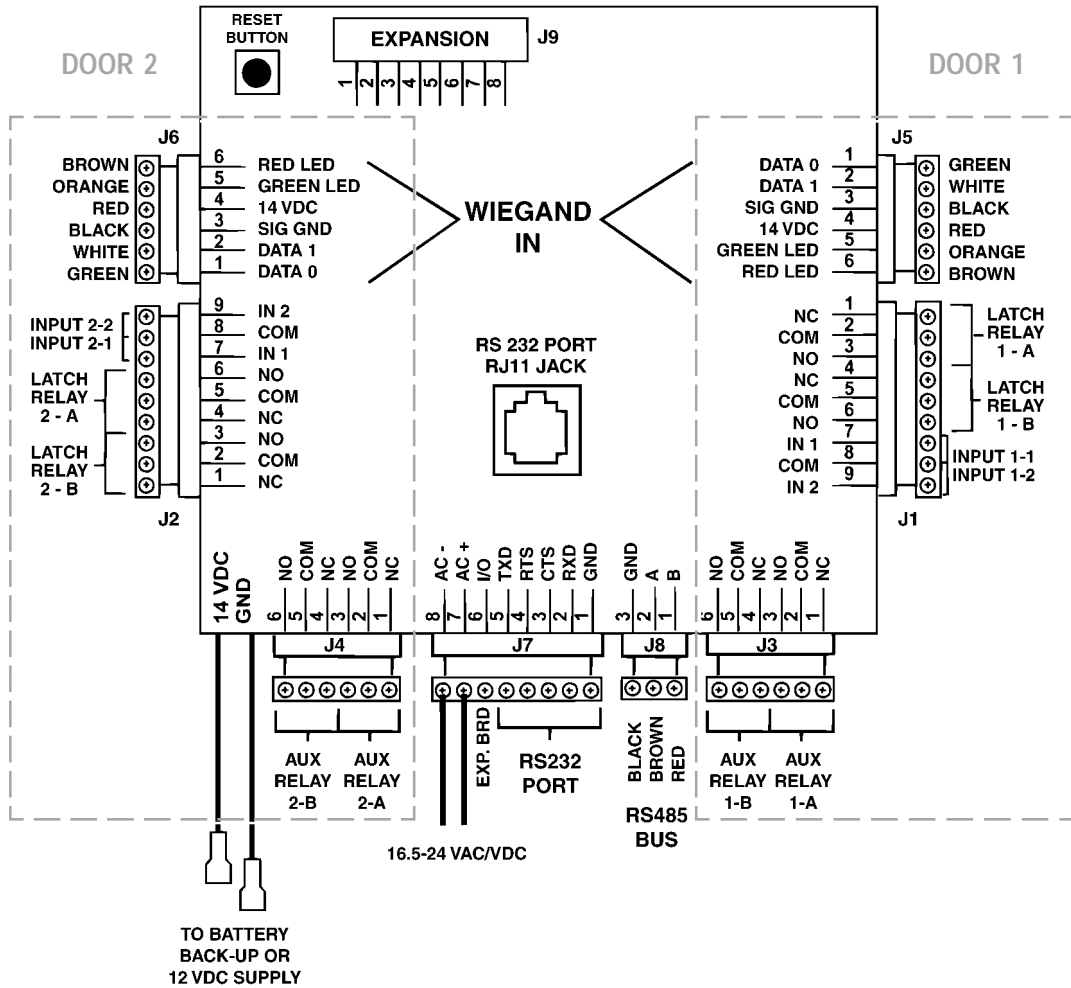 RESET
BUTTON
EXPANSION
J9
1 2 3 4 5 6 7 8
DOOR 2
DOOR 1
J6
BROWN 6 RED LED
ORANGE 5 GREEN LED
RED 4 14 VDC
BLACK 3 SIG GND
WHITE 2 DATA 1
GREEN 1 DATA 0
WIEGAND
IN
J5
DATA 0 1 GREEN
DATA 1 2 WHITE
SIG GND 3 BLACK
14 VDC 4 RED
GREEN LED 5 ORANGE
RED LED 6 BROWN
INPUT 2-2
INPUT 2-1
LATCH
RELAY
2 - A
LATCH
RELAY
2 - B
9 IN 2
8 COM
7 IN 1
6 NO
5 COM
4 NC
3 NO
2 COM
1 NC
J2
RS 232 PORT
RJ11 JACK
NC 1
COM 2
NO 3
NC 4
COM 5
NO 6
IN 1 7
COM 8
IN 2 9
LATCH
RELAY
1 - A
LATCH
RELAY
1 - B
INPUT 1-1
INPUT 1-2
J1
14 VDC
GND
NO COM NC NO COM NC
6 5 4 3 2 1
J4
AUX
RELAY
2-B
AUX
RELAY
2-A
AC - AC + I/O TXD RTS CTS RXD GND
8 7 6 5 4 3 2 1
J7
EXP. BRD
RS232
PORT
16.5-24 VAC/VDC
GND A B
3 2 1
J8
BLACK
BROWN
RED
RS485
BUS
NO COM NC NO COM NC
6 5 4 3 2 1
J3
AUX
RELAY
1-B
AUX
RELAY
1-A
TO BATTERY
BACK-UP OR
12 VDC SUPPLY